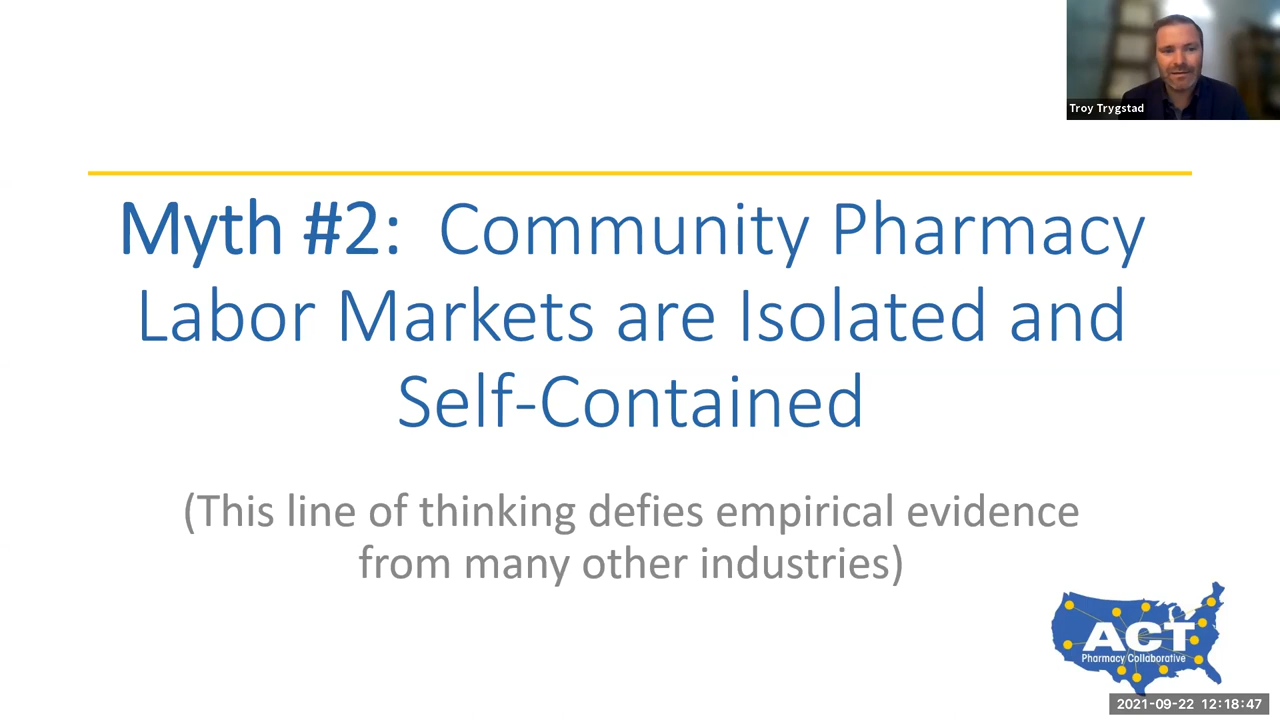 Troy Trygstad
Myth #2: Community Pharmacy
Labor Markets are Isolated and
Self-Contained
(This line of thinking defies empirical evidence
from many other industries)
ACT
Pharmacy Collaborative
2021-09-22 12:18:47